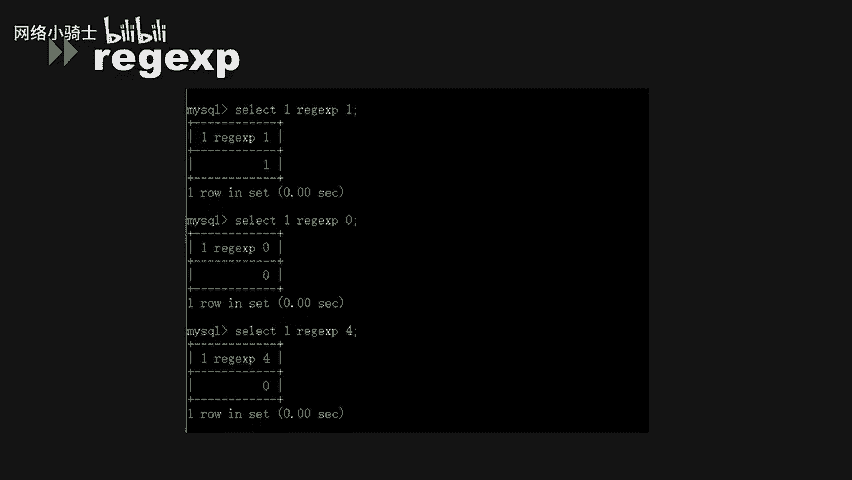 网络小骑士 bilibili
regexp
mysql> select 1 regexp 1;
+------------+
| 1 regexp 1 |
+------------+
|          1 |
+------------+
1 row in set (0.00 sec)
mysql> select 1 regexp 0;
+------------+
| 1 regexp 0 |
+------------+
|          0 |
+------------+
1 row in set (0.00 sec)
mysql> select 1 regexp 4;
+------------+
| 1 regexp 4 |
+------------+
|          0 |
+------------+
1 row in set (0.00 sec)